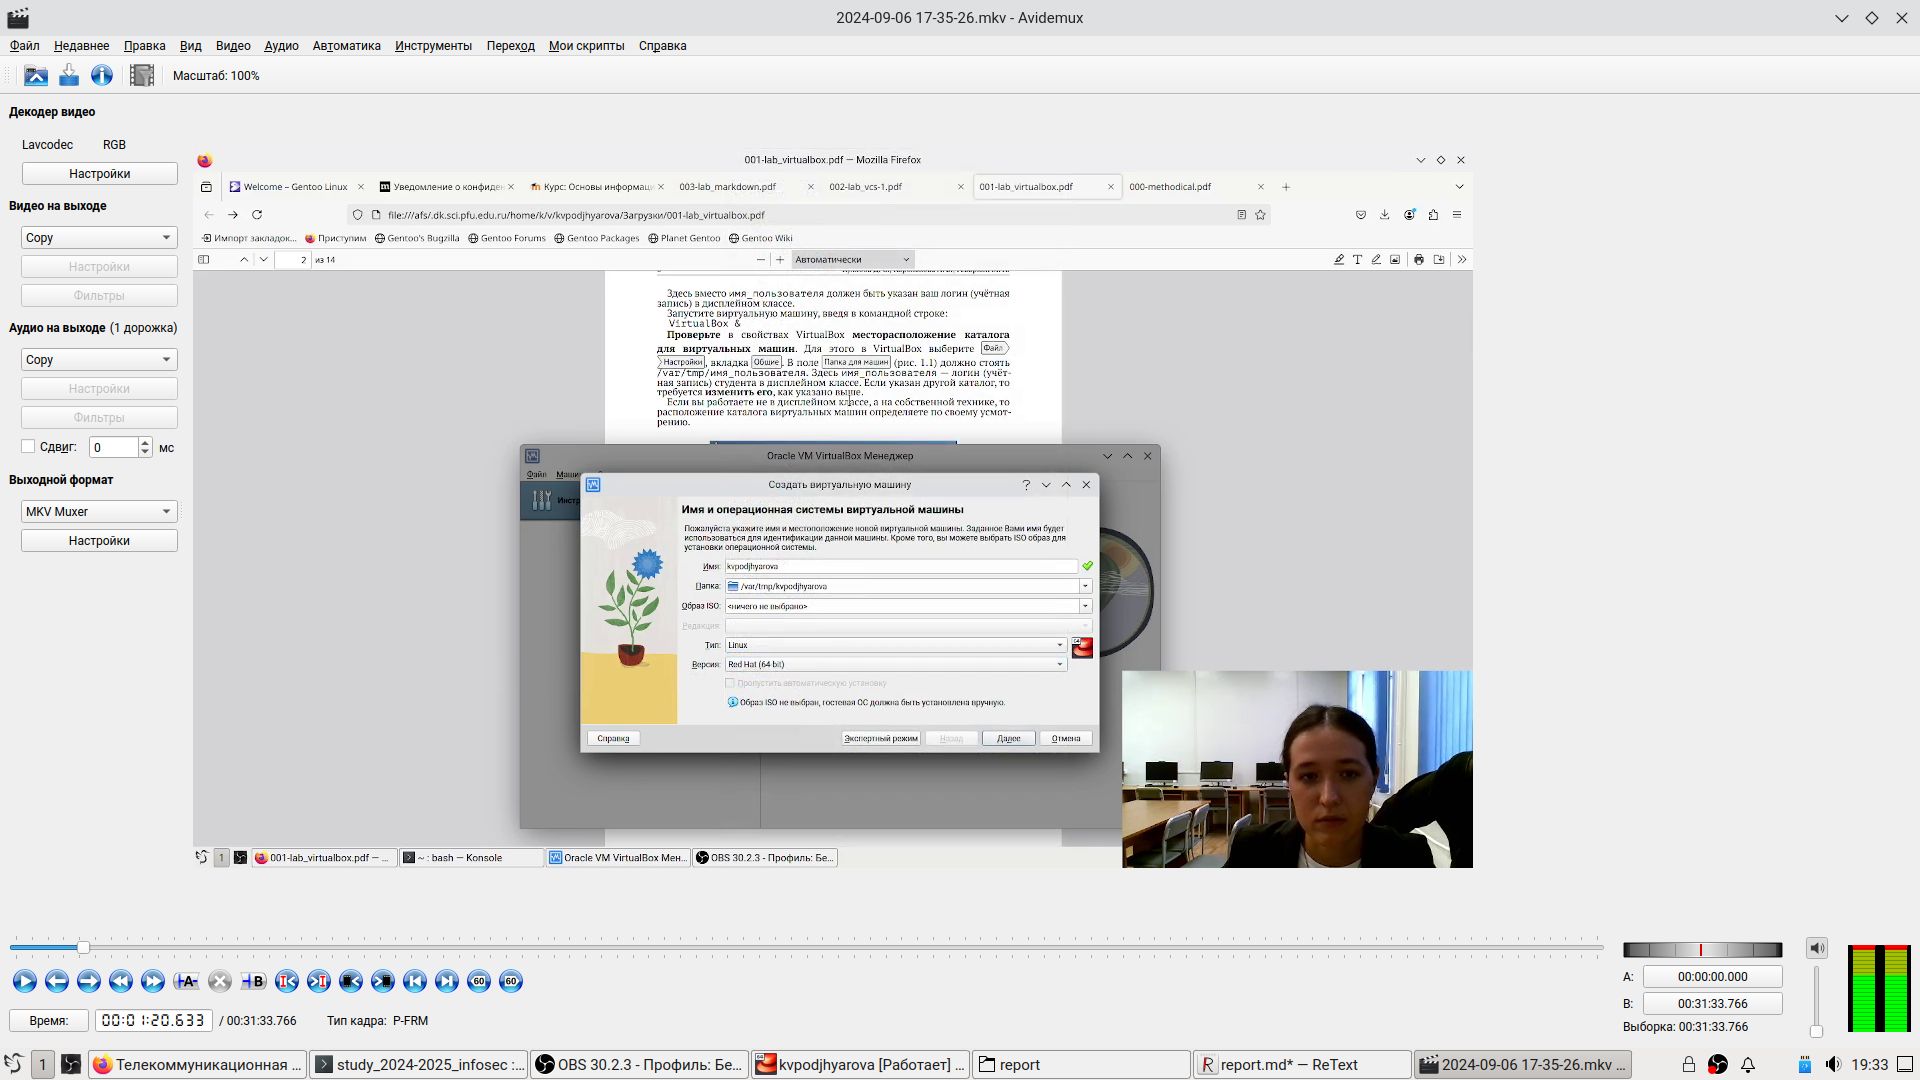 2024-09-06 17-35-26.mkv - Avidemux
Файл Недавнее Правка Вид Видео Аудио Автоматика Инструменты Переход Мои скрипты Справка
Масштаб: 100%
Декодер видео
Lavcodec RGB
Настройки
Видео на выходе
Copy
Настройки
Фильтры
Аудио на выходе (1 дорожка)
Copy
Настройки
Фильтры
Сдвиг: 0 мс
Выходной формат
MKV Muxer
Настройки
001-lab_virtualbox.pdf — Mozilla Firefox
Welcome – Gentoo Linux Уведомление о конфиден Курс: Основы информаци 003-lab_markdown.pdf 002-lab_vcs-1.pdf 001-lab_virtualbox.pdf 000-methodical.pdf
file:///afs/.dk.sci.pfu.edu.ru/home/k/v/kvpodjhyarova/Загрузки/001-lab_virtualbox.pdf
Импорт закладок... Приступим Gentoo's Bugzilla Gentoo Forums Gentoo Packages Planet Gentoo Gentoo Wiki
2 из 14 Автоматически
Здесь вместо имя_пользователя должен быть указан ваш логин (учётная
запись) в дисплейном классе.
Запустите виртуальную машину, введя в командной строке:
VirtualBox &
Проверьте в свойствах VirtualBox месторасположение каталога
для виртуальных машин. Для этого в VirtualBox выберите Файл
Настройки, вкладка Общие. В поле Папка для машин (рис. 1.1) должно стоять
/var/tmp/имя_пользователя. Здесь имя_пользователя — логин (учёт-
ная запись) студента в дисплейном классе. Если указан другой каталог, то
требуется изменить его, как указано выше.
Если вы работаете не в дисплейном классе, а на собственной технике, то
расположение каталога виртуальных машин определяете по своему усмот-
рению.
Oracle VM VirtualBox Менеджер
Файл Маши
Инстр
Создать виртуальную машину
Имя и операционная системы виртуальной машины
Пожалуйста укажите имя и местоположение новой виртуальной машины. Заданное Вами имя будет
использоваться для идентификации данной машины. Кроме того, вы можете выбрать ISO образ для
установки операционной системы.
Имя: kvpodjhyarova
Папка: /var/tmp/kvpodjhyarova
Образ ISO: <ничего не выбрано>
Редакция:
Тип: Linux
64
Версия: Red Hat (64-bit)
Пропустить автоматическую установку
Образ ISO не выбран, гостевая ОС должна быть установлена вручную.
Справка Экспертный режим Назад Далее Отмена
1 001-lab_virtualbox.pdf — ... ~ : bash — Konsole Oracle VM VirtualBox Мен... OBS 30.2.3 - Профиль: Бе...
A B 60 60
A: 00:00:00.000
B: 00:31:33.766
Время: 00:01:20.633 / 00:31:33.766 Тип кадра: P-FRM
Выборка: 00:31:33.766
1 Телекоммуникационная ... study_2024-2025_infosec :... OBS 30.2.3 - Профиль: Бе... kvpodjhyarova [Работает] ... report report.md* — ReText 2024-09-06 17-35-26.mkv ... 19:33